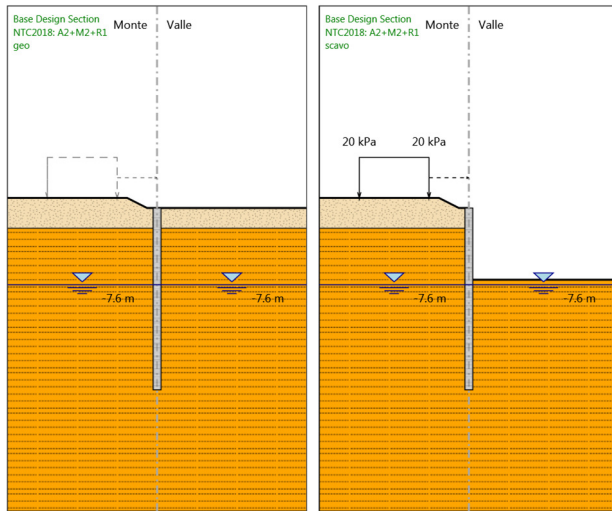 Base Design Section
NTC2018: A2+M2+R1
geo
Monte
Valle
-7.6 m
-7.6 m
Base Design Section
NTC2018: A2+M2+R1
scavo
Monte
Valle
20 kPa
20 kPa
-7.6 m
-7.6 m